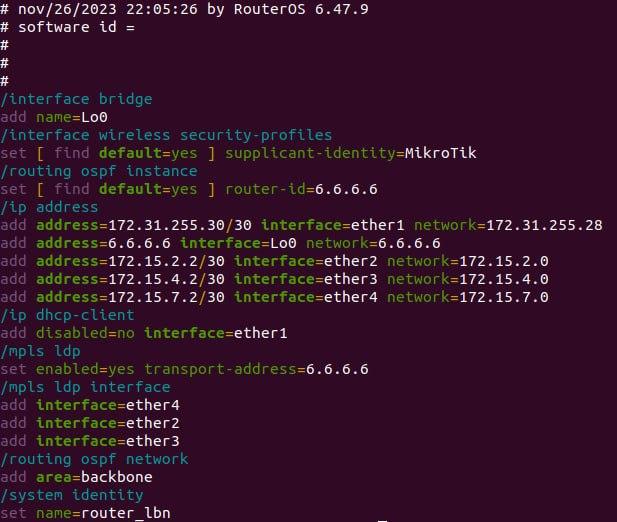 # nov/26/2023 22:05:26 by RouterOS 6.47.9
# software id =
#
#
#
/interface bridge
add name=Lo0
/interface wireless security-profiles
set [ find default=yes ] supplicant-identity=MikroTik
/routing ospf instance
set [ find default=yes ] router-id=6.6.6.6
/ip address
add address=172.31.255.30/30 interface=ether1 network=172.31.255.28
add address=6.6.6.6 interface=Lo0 network=6.6.6.6
add address=172.15.2.2/30 interface=ether2 network=172.15.2.0
add address=172.15.4.2/30 interface=ether3 network=172.15.4.0
add address=172.15.7.2/30 interface=ether4 network=172.15.7.0
/ip dhcp-client
add disabled=no interface=ether1
/mpls ldp
set enabled=yes transport-address=6.6.6.6
/mpls ldp interface
add interface=ether4
add interface=ether2
add interface=ether3
/routing ospf network
add area=backbone
/system identity
set name=router_lbn